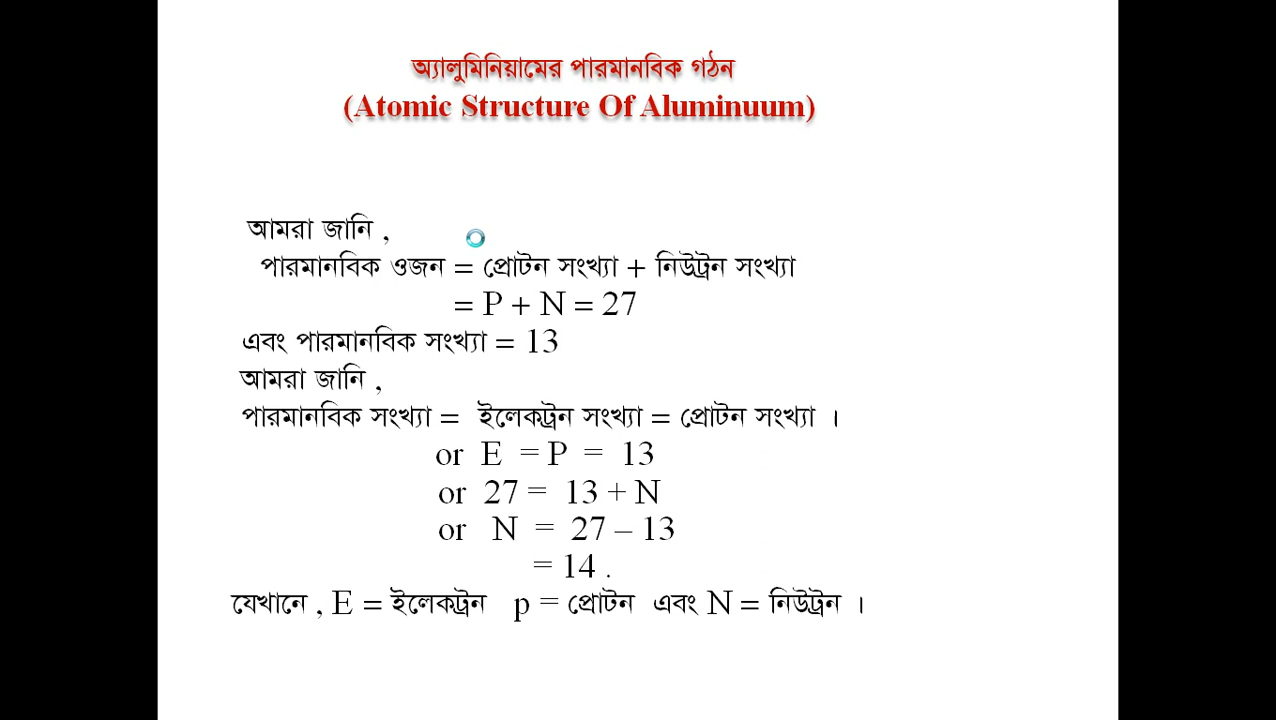 অ্যালুমিনিয়ামের পারমানবিক গঠন
(Atomic Structure Of Aluminuum)
আমরা জানি ,
পারমানবিক ওজন = প্রোটন সংখ্যা + নিউট্রন সংখ্যা
= P + N = 27
এবং পারমানবিক সংখ্যা = 13
আমরা জানি ,
পারমানবিক সংখ্যা = ইলেকট্রন সংখ্যা = প্রোটন সংখ্যা ।
or E = P = 13
or 27 = 13 + N
or N = 27 – 13
= 14 .
যেখানে , E = ইলেকট্রন p = প্রোটন এবং N = নিউট্রন ।